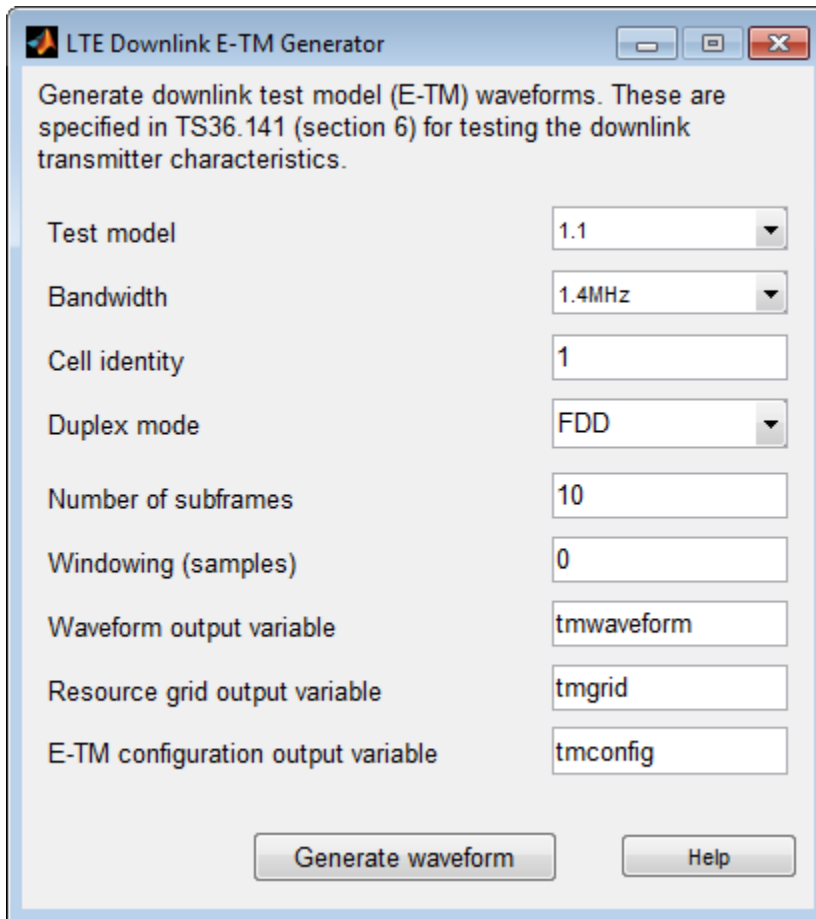 LTE Downlink E-TM Generator
Generate downlink test model (E-TM) waveforms. These are
specified in TS36.141 (section 6) for testing the downlink
transmitter characteristics.
Test model 1.1
Bandwidth 1.4MHz
Cell identity 1
Duplex mode FDD
Number of subframes 10
Windowing (samples) 0
Waveform output variable tmwaveform
Resource grid output variable tmgrid
E-TM configuration output variable tmconfig
Generate waveform Help